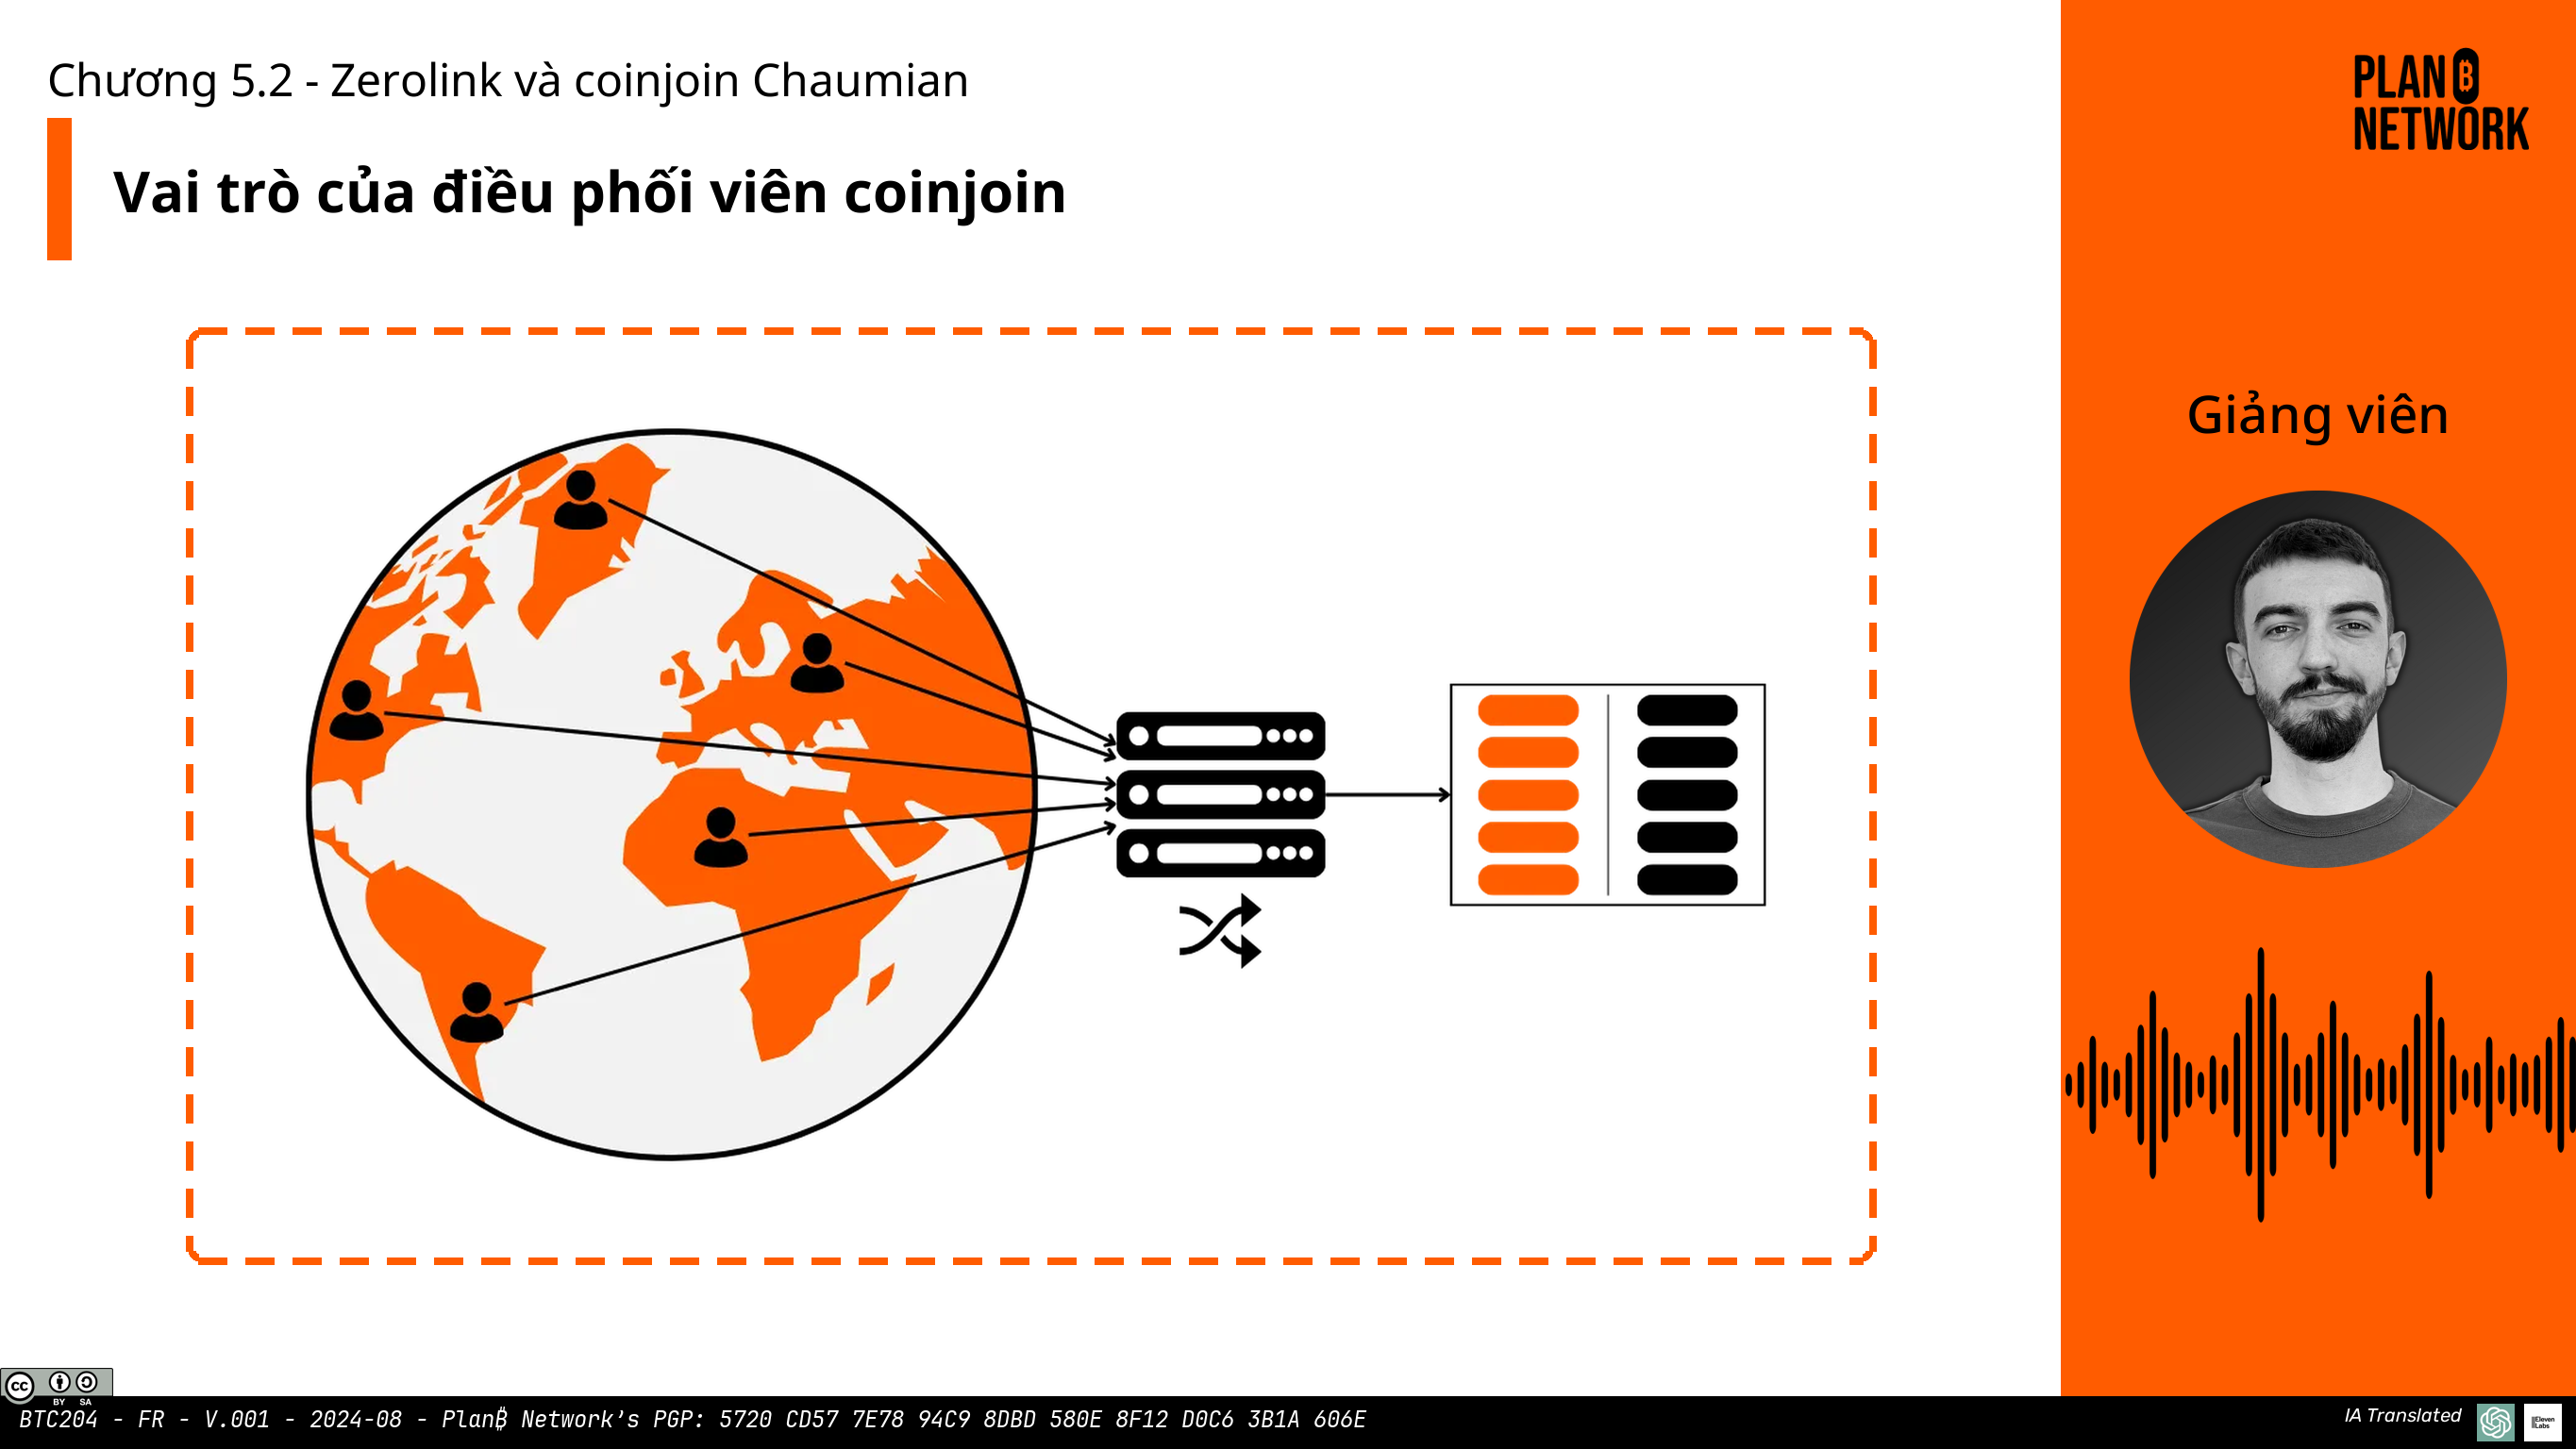 Chương 5.2 - Zerolink và coinjoin Chaumian
Vai trò của điều phối viên coinjoin
PLAN ₿
NETWORK
Giảng viên
CC BY SA
BTC204 - FR - V.001 - 2024-08 - Plan₿ Network's PGP: 5720 CD57 7E78 94C9 8DBD 580E 8F12 D0C6 3B1A 606E
IA Translated
ElevenLabs